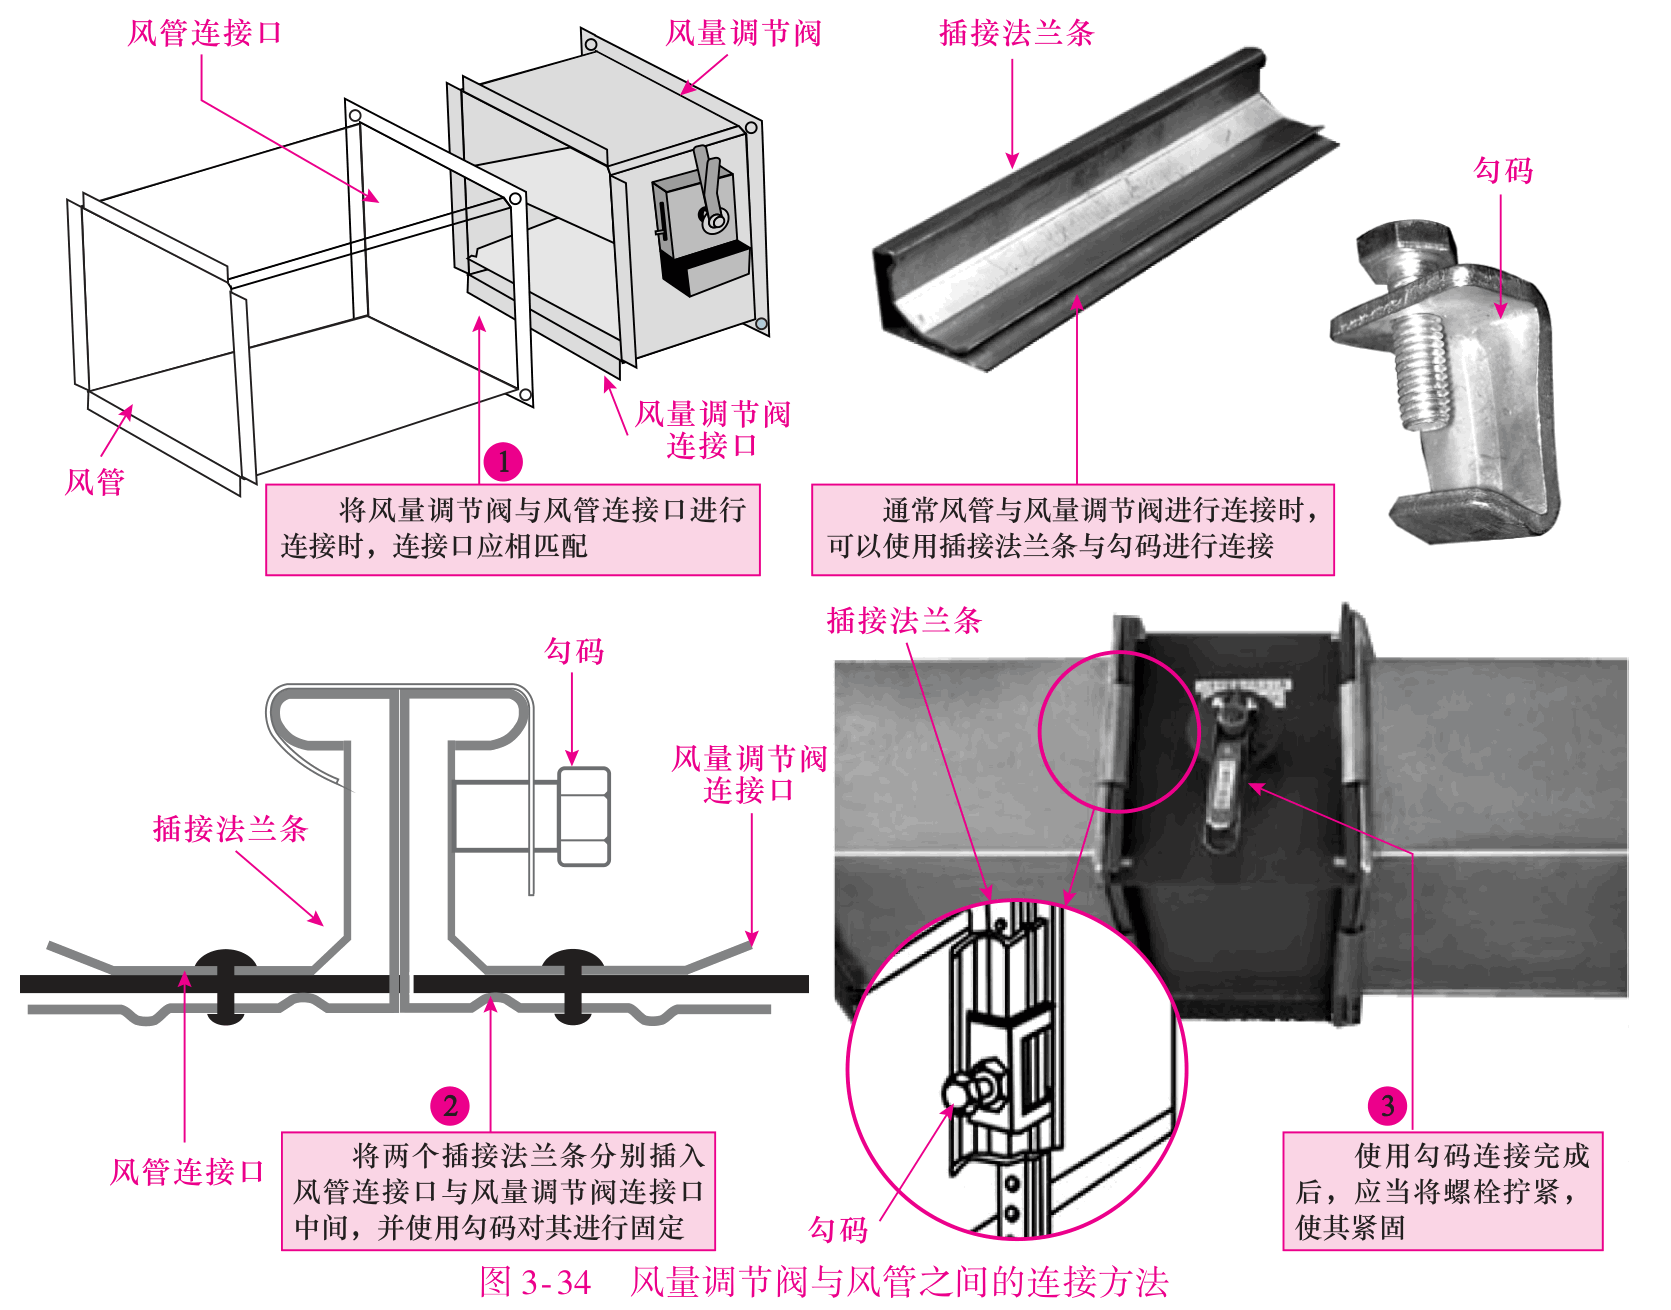 风管连接口
风量调节阀
插接法兰条
勾码
风量调节阀
连接口
风管
1
将风量调节阀与风管连接口进行
连接时，连接口应相匹配
通常风管与风量调节阀进行连接时，
可以使用插接法兰条与勾码进行连接
勾码
风量调节阀
连接口
插接法兰条
风管连接口
2
将两个插接法兰条分别插入
风管连接口与风量调节阀连接口
中间，并使用勾码对其进行固定
插接法兰条
勾码
3
使用勾码连接完成
后，应当将螺栓拧紧，
使其紧固
图 3-34 风量调节阀与风管之间的连接方法